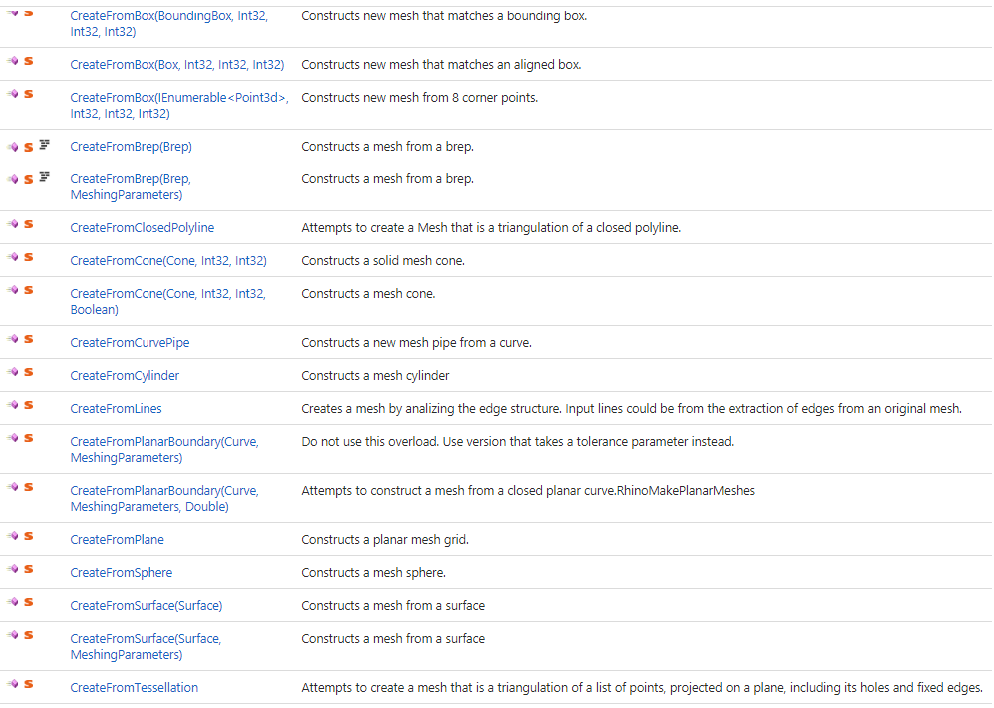 CreateFromBox(BoundingBox, Int32, Constructs new mesh that matches a bounding box.
Int32, Int32)
CreateFromBox(Box, Int32, Int32, Int32) Constructs new mesh that matches an aligned box.
CreateFromBox(IEnumerable<Point3d>, Constructs new mesh from 8 corner points.
Int32, Int32, Int32)
CreateFromBrep(Brep) Constructs a mesh from a brep.
CreateFromBrep(Brep, Constructs a mesh from a brep.
MeshingParameters)
CreateFromClosedPolyline Attempts to create a Mesh that is a triangulation of a closed polyline.
CreateFromCone(Cone, Int32, Int32) Constructs a solid mesh cone.
CreateFromCone(Cone, Int32, Int32, Constructs a mesh cone.
Boolean)
CreateFromCurvePipe Constructs a new mesh pipe from a curve.
CreateFromCylinder Constructs a mesh cylinder
CreateFromLines Creates a mesh by analizing the edge structure. Input lines could be from the extraction of edges from an original mesh.
CreateFromPlanarBoundary(Curve, Do not use this overload. Use version that takes a tolerance parameter instead.
MeshingParameters)
CreateFromPlanarBoundary(Curve, Attempts to construct a mesh from a closed planar curve.RhinoMakePlanarMeshes
MeshingParameters, Double)
CreateFromPlane Constructs a planar mesh grid.
CreateFromSphere Constructs a mesh sphere.
CreateFromSurface(Surface) Constructs a mesh from a surface
CreateFromSurface(Surface, Constructs a mesh from a surface
MeshingParameters)
CreateFromTessellation Attempts to create a mesh that is a triangulation of a list of points, projected on a plane, including its holes and fixed edges.